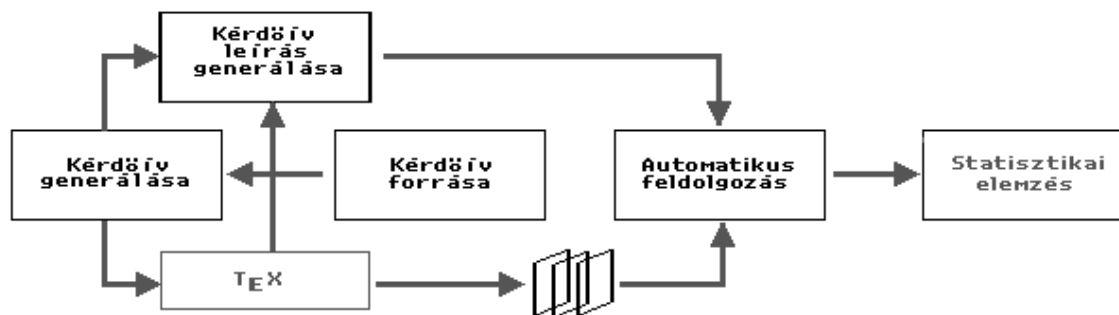 Kérdőív
leírás
generálása
Kérdőív
generálása
Kérdőív
forrása
Automatikus
feldolgozás
Statisztikai
elemzés
TEX